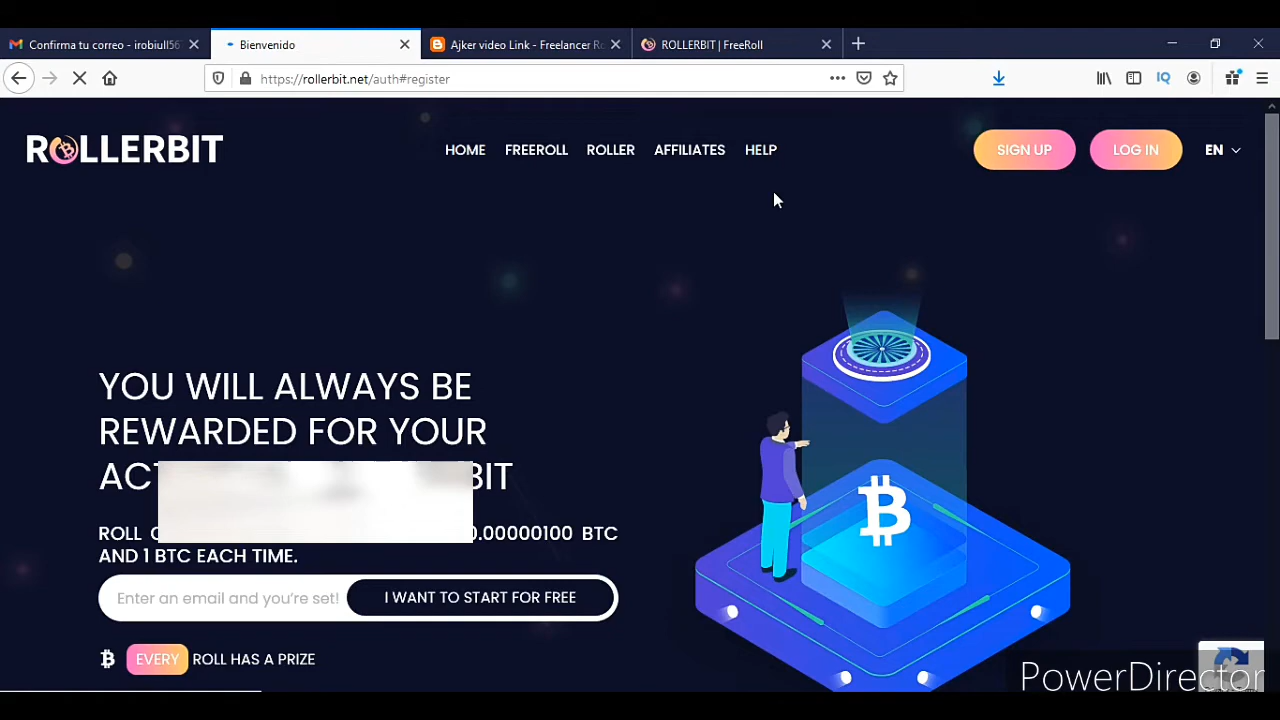 Confirma tu correo - irobiull56
Bienvenido
Ajker video Link - Freelancer Ro
ROLLERBIT | FreeRoll
https://rollerbit.net/auth#register
IQ
ROLLERBIT
HOME FREEROLL ROLLER AFFILIATES HELP
SIGN UP
LOG IN
EN
YOU WILL ALWAYS BE
REWARDED FOR YOUR
AC BIT
ROLL 0.00000100 BTC
AND 1 BTC EACH TIME.
Enter an email and you're set!
I WANT TO START FOR FREE
EVERY ROLL HAS A PRIZE
PowerDirector